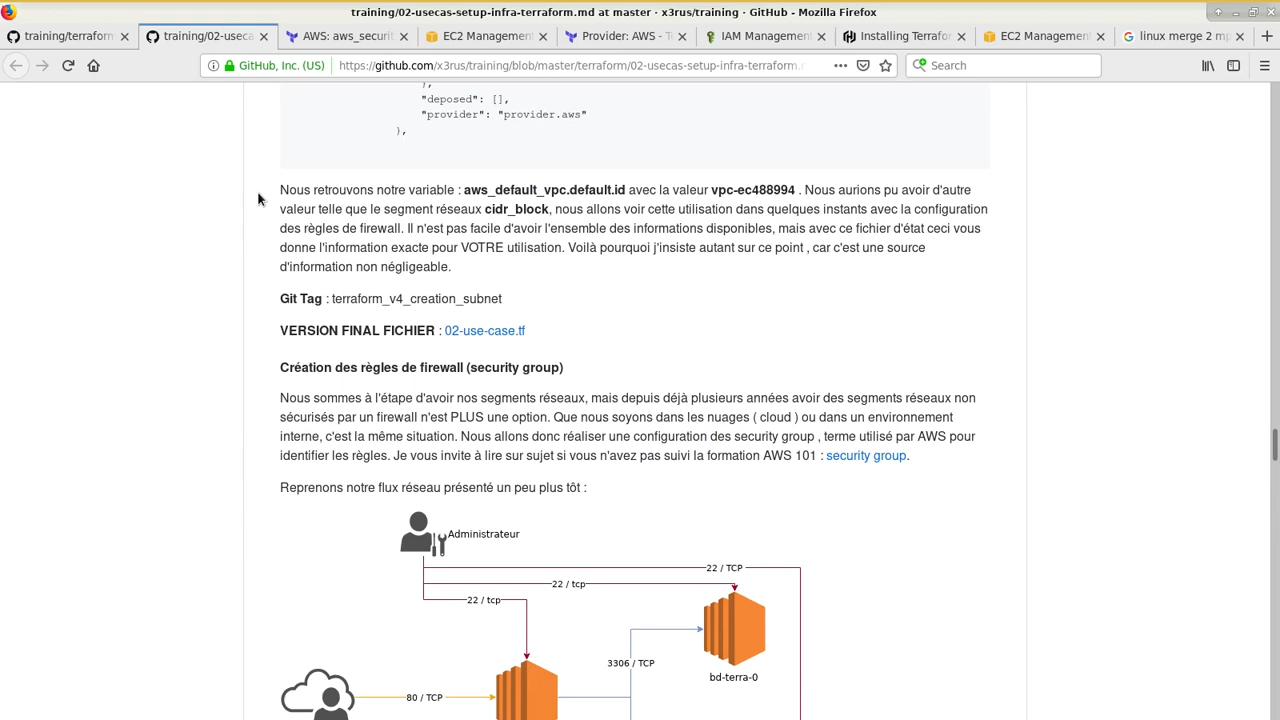 training/02-usecas-setup-infra-terraform.md at master · x3rus/training · GitHub - Mozilla Firefox
training/terraform
training/02-useca
AWS: aws_securit
EC2 Management
Provider: AWS - T
IAM Management
Installing Terrafo
EC2 Management
linux merge 2 mp
GitHub, Inc. (US)
https://github.com/x3rus/training/blob/master/terraform/02-usecas-setup-infra-terraform.r
Search
},
"deposed": [],
"provider": "provider.aws"
},
Nous retrouvons notre variable : aws_default_vpc.default.id avec la valeur vpc-ec488994 . Nous aurions pu avoir d'autre
valeur telle que le segment réseaux cidr_block, nous allons voir cette utilisation dans quelques instants avec la configuration
des règles de firewall. Il n'est pas facile d'avoir l'ensemble des informations disponibles, mais avec ce fichier d'état ceci vous
donne l'information exacte pour VOTRE utilisation. Voilà pourquoi j'insiste autant sur ce point , car c'est une source
d'information non négligeable.
Git Tag : terraform_v4_creation_subnet
VERSION FINAL FICHIER : 02-use-case.tf
Création des règles de firewall (security group)
Nous sommes à l'étape d'avoir nos segments réseaux, mais depuis déjà plusieurs années avoir des segments réseaux non
sécurisés par un firewall n'est PLUS une option. Que nous soyons dans les nuages ( cloud ) ou dans un environnement
interne, c'est la même situation. Nous allons donc réaliser une configuration des security group , terme utilisé par AWS pour
identifier les règles. Je vous invite à lire sur sujet si vous n'avez pas suivi la formation AWS 101 : security group.
Reprenons notre flux réseau présenté un peu plus tôt :
Administrateur
22 / TCP
22 / tcp
22 / tcp
3306 / TCP
bd-terra-0
80 / TCP